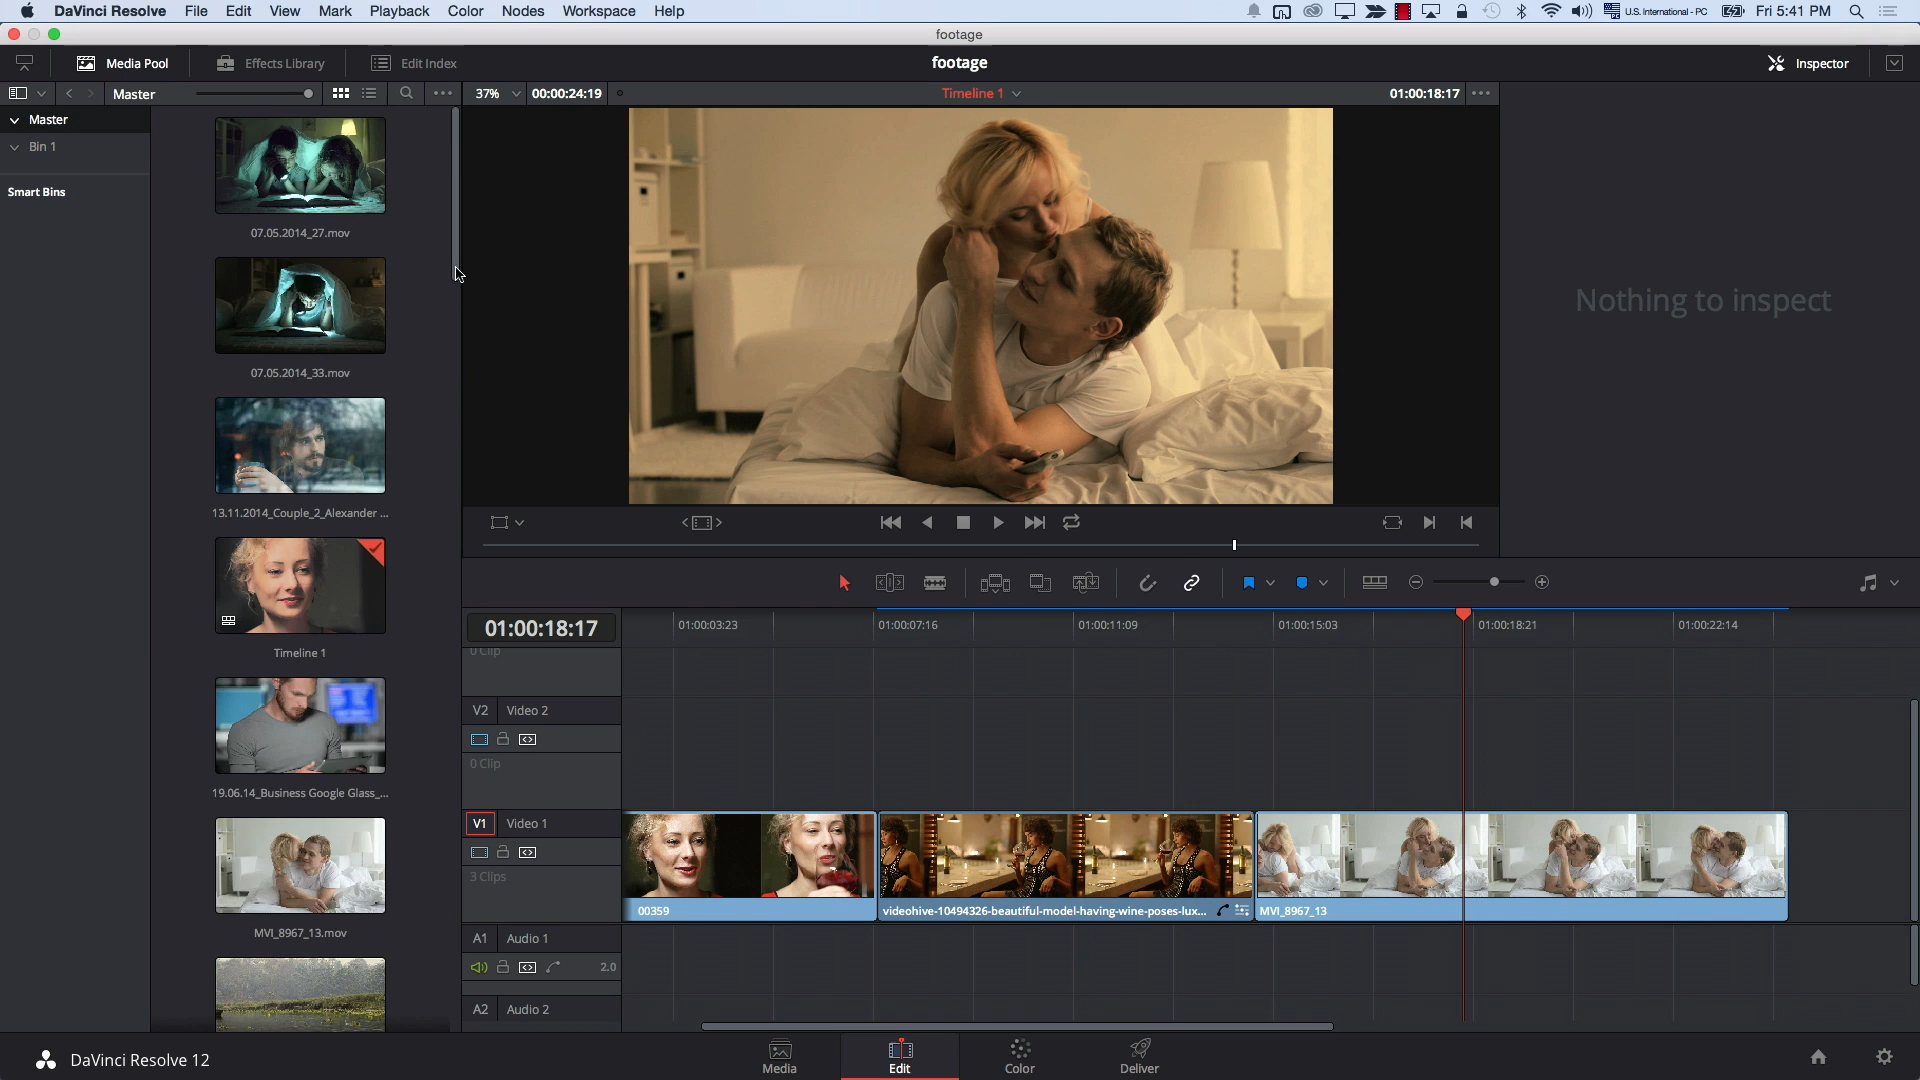 DaVinci Resolve File Edit View Mark Playback Color Nodes Workspace Help U.S. International - PC Fri 5:41 PM
footage
Media Pool Effects Library Edit Index footage Inspector
Master 37% 00:00:24:19 Timeline 1 01:00:18:17
Master
Bin 1
Smart Bins
07.05.2014_27.mov
07.05.2014_33.mov
13.11.2014_Couple_2_Alexander ...
Timeline 1
19.06.14_Business Google Glass_...
MVI_8967_13.mov
Nothing to inspect
01:00:18:17 01:00:03:23 01:00:07:16 01:00:11:09 01:00:15:03 01:00:18:21 01:00:22:14
0 Clip
V2 Video 2
0 Clip
V1 Video 1
3 Clips
00359 videohive-10494326-beautiful-model-having-wine-poses-lux... MVI_8967_13
A1 Audio 1
2.0
A2 Audio 2
DaVinci Resolve 12 Media Edit Color Deliver